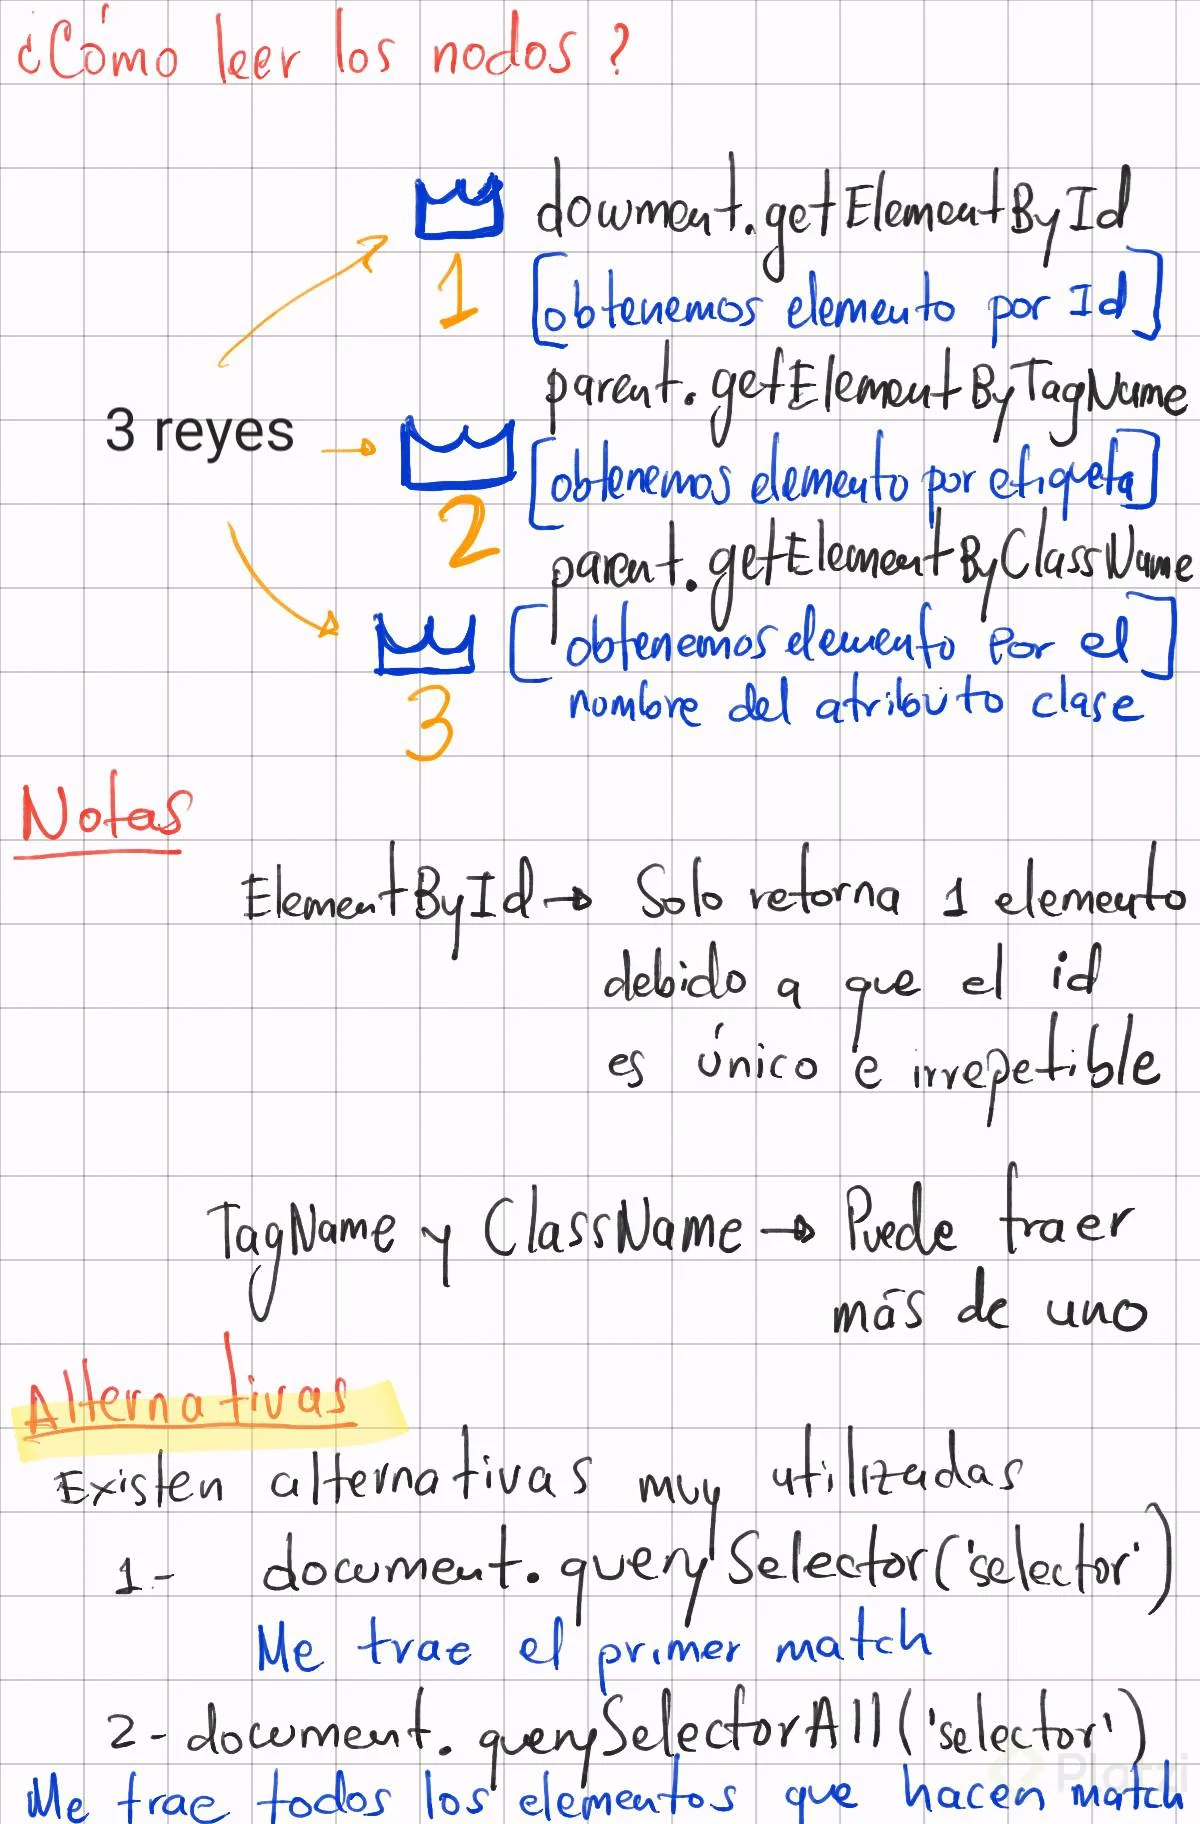 ¿Cómo leer los nodos?
document.getElementById
1
[obtenemos elemento por Id]
parent.getElementByTagName
3 reyes
[obtenemos elemento por etiqueta]
2
parent.getElementByClassName
[obtenemos elemento por el]
nombre del atributo clase
3
Notas
ElementById → Solo retorna 1 elemento
debido a que el id
es único e irrepetible
TagName y ClassName → Puede traer
más de uno
Alternativas
Existen alternativas muy utilizadas
1- document.querySelector('selector')
Me trae el primer match
2- document.querySelectorAll('selector')
Platzi
Me trae todos los elementos que hacen match